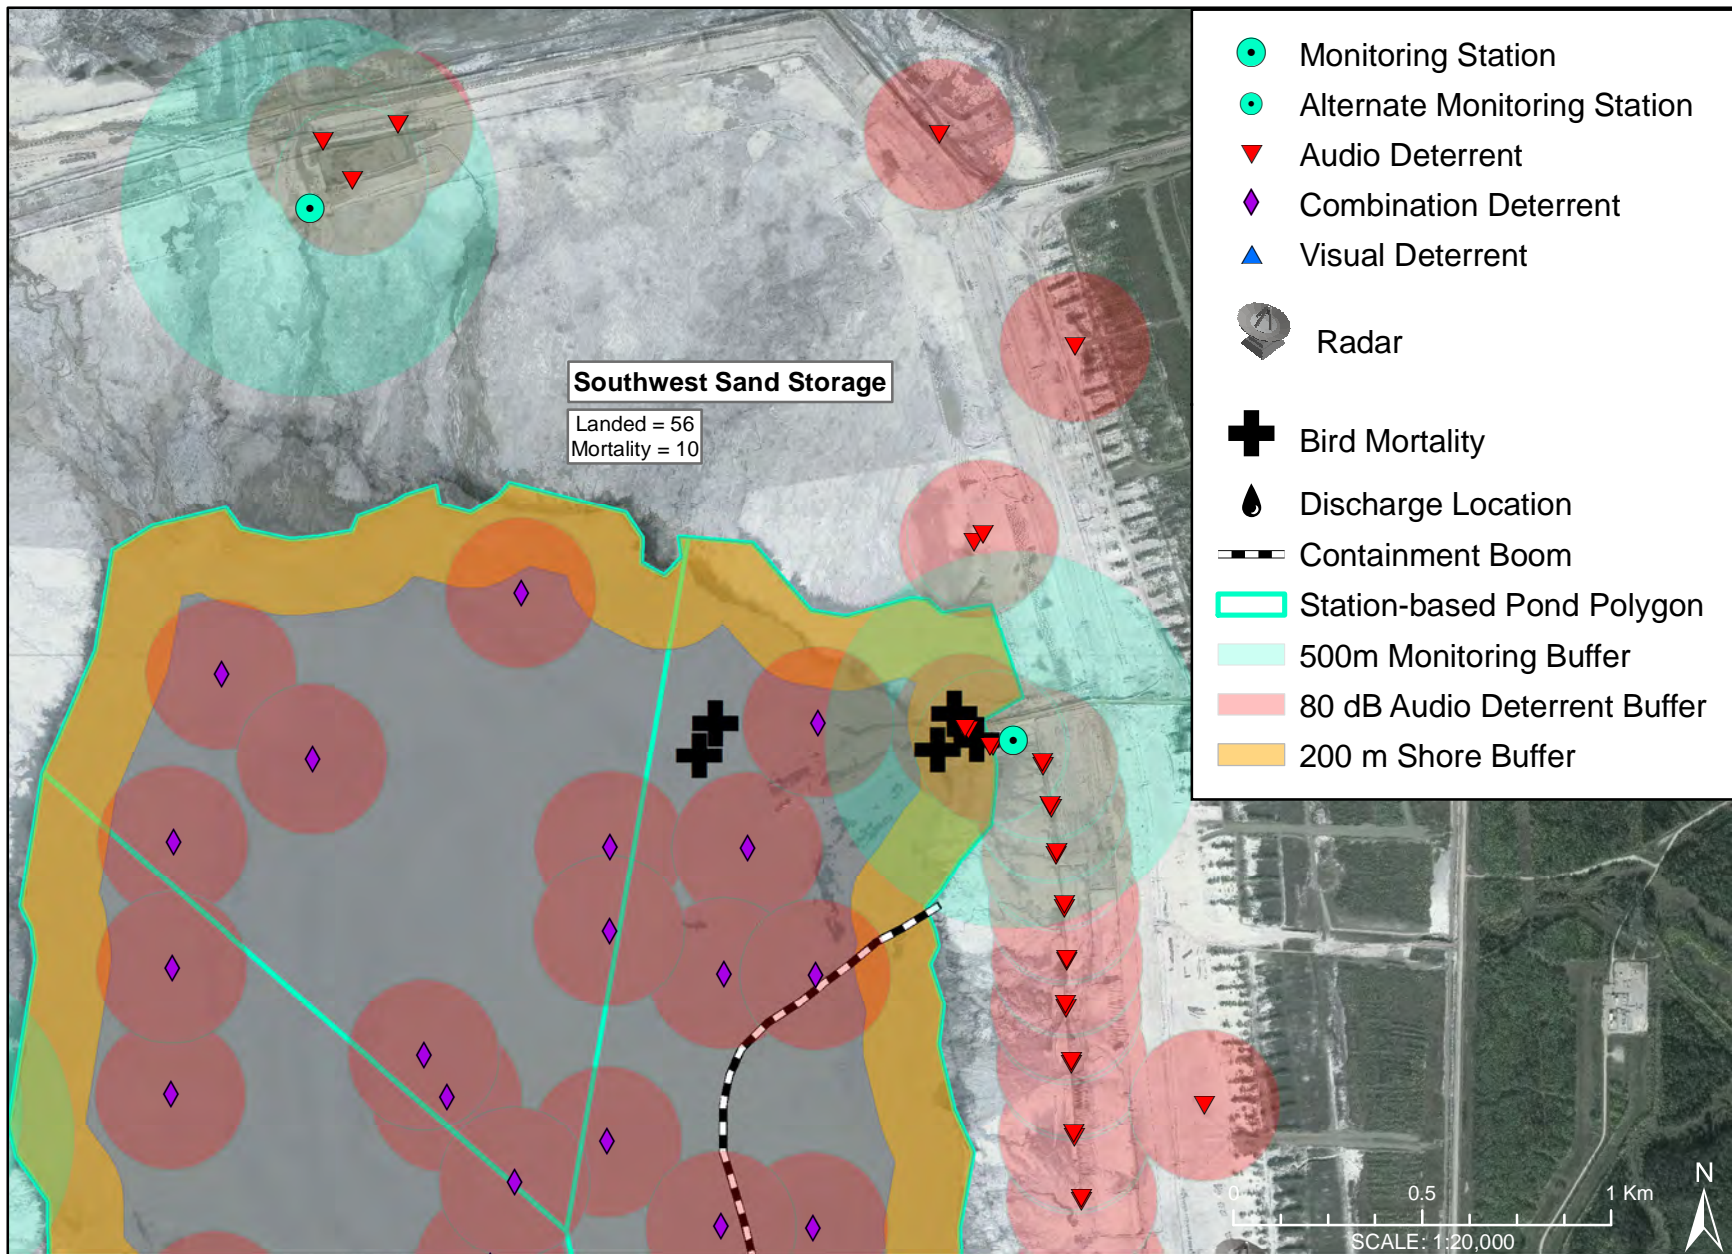 Monitoring Station
Alternate Monitoring Station
Audio Deterrent
Combination Deterrent
Visual Deterrent
Radar
Bird Mortality
Discharge Location
Containment Boom
Station-based Pond Polygon
500m Monitoring Buffer
80 dB Audio Deterrent Buffer
200 m Shore Buffer
Southwest Sand Storage
Landed = 56
Mortality = 10
N
0 0.5 1 Km
SCALE: 1:20,000